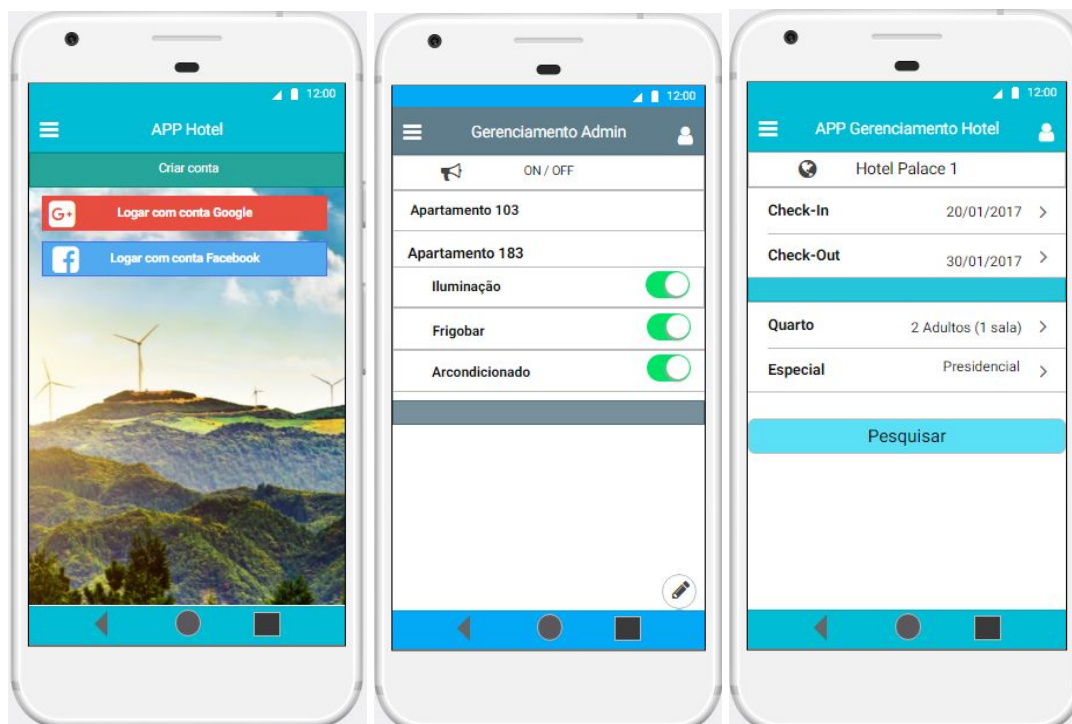 12:00
APP Hotel
Criar conta
G+ Logar com conta Google
f Logar com conta Facebook
12:00
Gerenciamento Admin
ON / OFF
Apartamento 103
Apartamento 183
Iluminação
Frigobar
Arcondicionado
12:00
APP Gerenciamento Hotel
Hotel Palace 1
Check-In 20/01/2017
Check-Out 30/01/2017
Quarto 2 Adultos (1 sala)
Especial Presidencial
Pesquisar